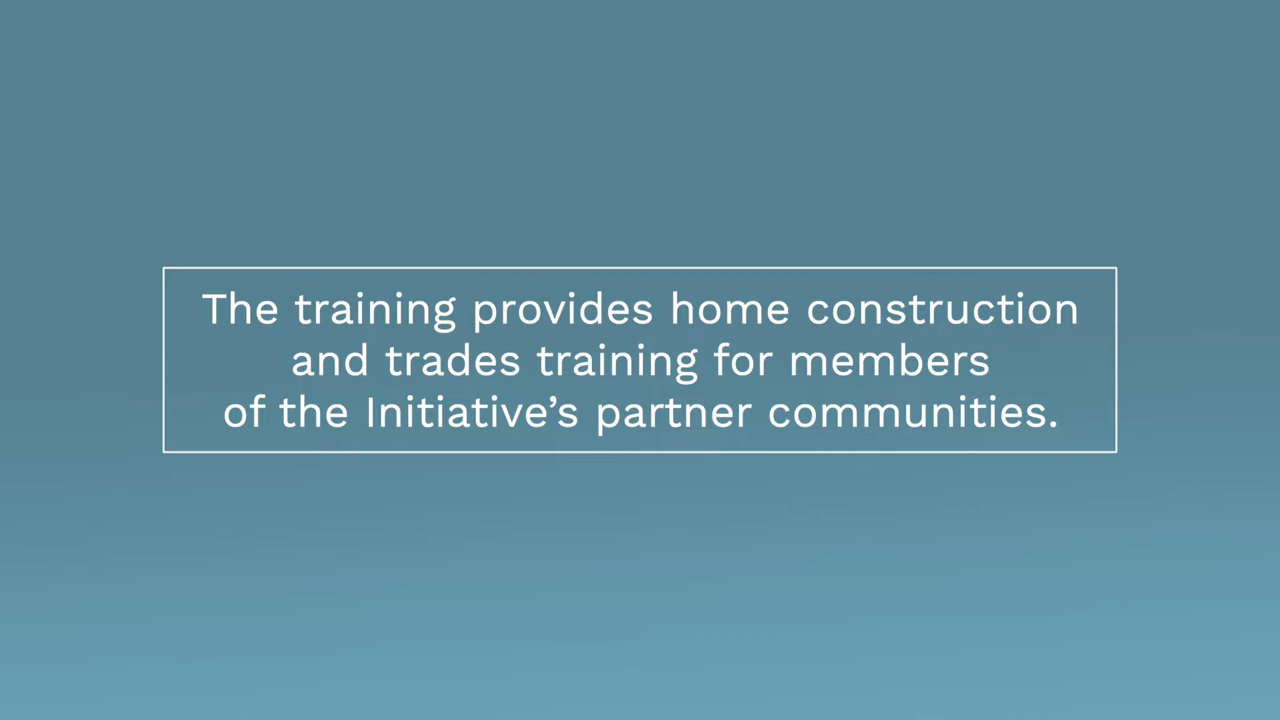 The training provides home construction
and trades training for members
of the Initiative’s partner communities.